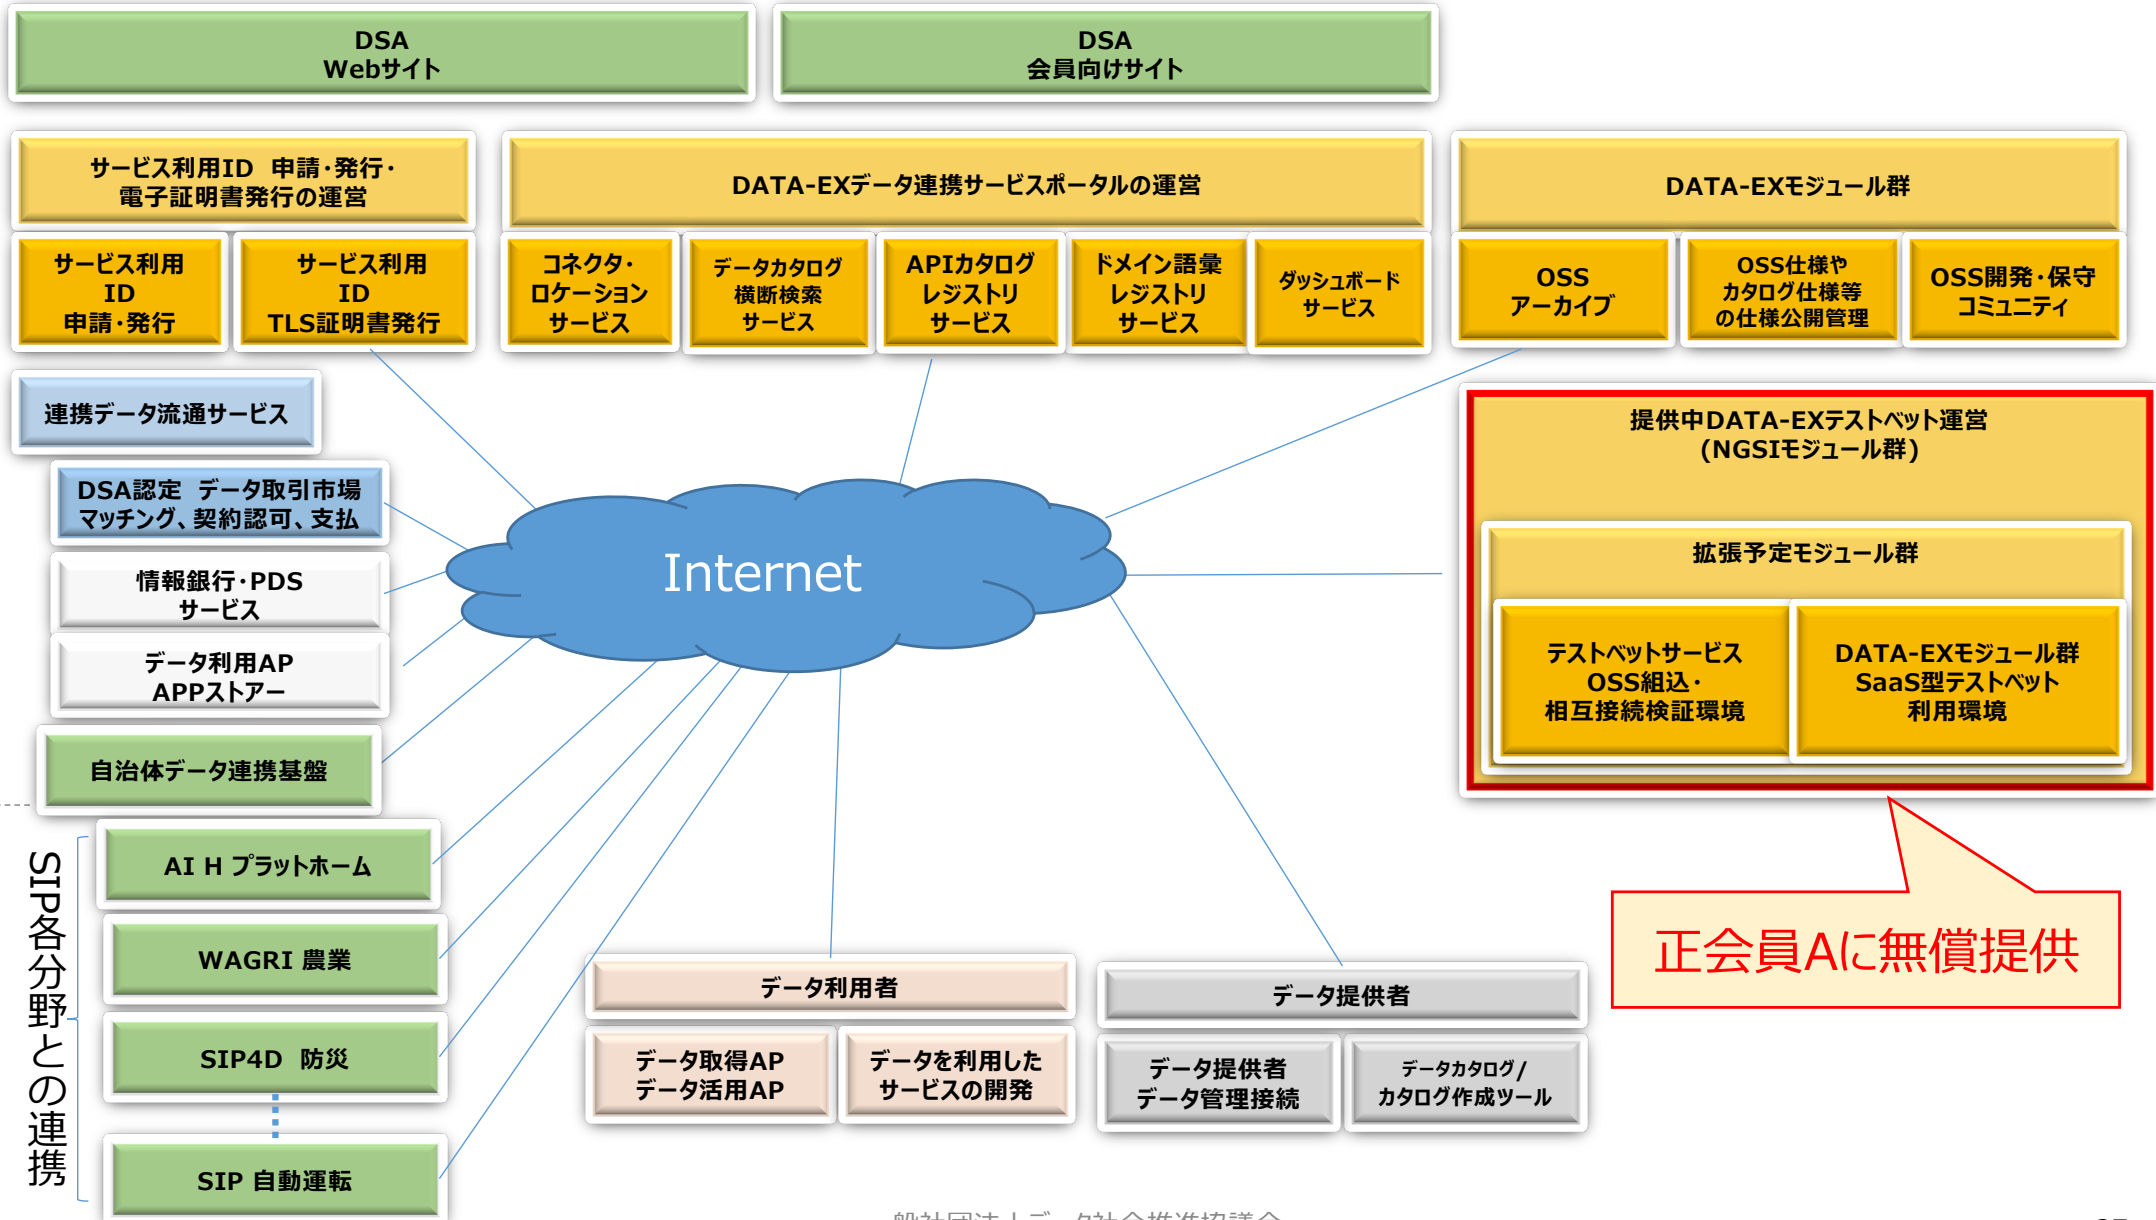 DSA
Webサイト
DSA
会員向けサイト
サービス利用ID 申請・発行・
電子証明書発行の運営
DATA-EXデータ連携サービスポータルの運営
DATA-EXモジュール群
サービス利用
ID
申請・発行
サービス利用
ID
TLS証明書発行
コネクタ・
ロケーション
サービス
データカタログ
横断検索
サービス
APIカタログ
レジストリ
サービス
ドメイン語彙
レジストリ
サービス
ダッシュボード
サービス
OSS
アーカイブ
OSS仕様や
カタログ仕様等
の仕様公開管理
OSS開発・保守
コミュニティ
連携データ流通サービス
DSA認定 データ取引市場
マッチング、契約認可、支払
情報銀行・PDS
サービス
データ利用AP
APPストアー
自治体データ連携基盤
Internet
提供中DATA-EXテストベット運営
(NGSIモジュール群)
拡張予定モジュール群
テストベットサービス
OSS組込・
相互接続検証環境
DATA-EXモジュール群
SaaS型テストベット
利用環境
正会員Aに無償提供
SIP各分野との連携
AI H プラットホーム
WAGRI 農業
SIP4D 防災
SIP 自動運転
データ利用者
データ取得AP
データ活用AP
データを利用した
サービスの開発
データ提供者
データ提供者
データ管理接続
データカタログ/
カタログ作成ツール